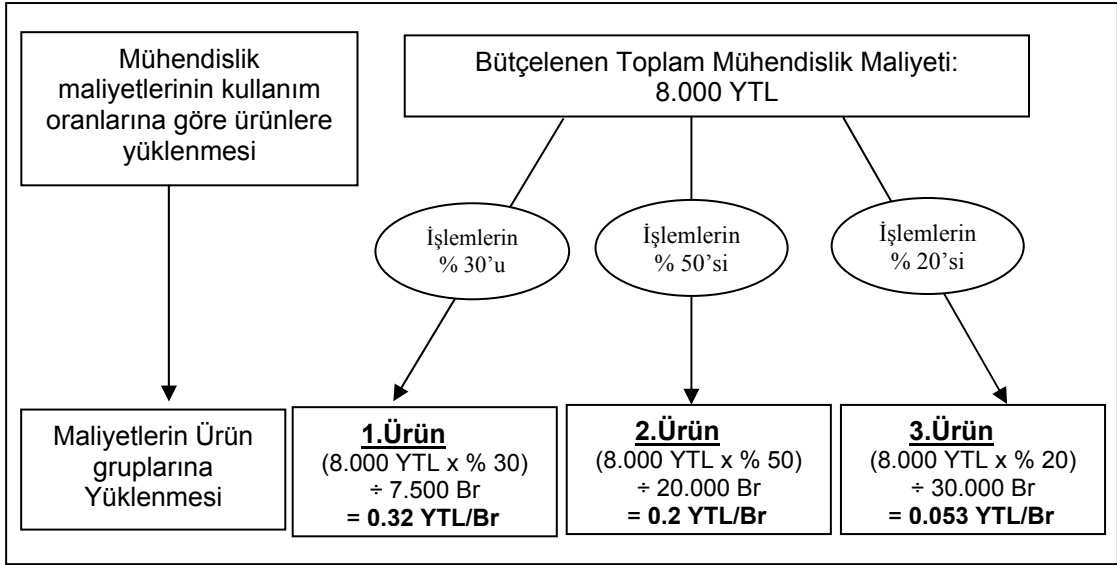 Mühendislik
maliyetlerinin kullanım
oranlarına göre ürünlere
yüklenmesi
Bütçelenen Toplam Mühendislik Maliyeti:
8.000 YTL
İşlemlerin
% 30’u
İşlemlerin
% 50’si
İşlemlerin
% 20’si
Maliyetlerin Ürün
gruplarına
Yüklenmesi
1.Ürün
(8.000 YTL x % 30)
÷ 7.500 Br
= 0.32 YTL/Br
2.Ürün
(8.000 YTL x % 50)
÷ 20.000 Br
= 0.2 YTL/Br
3.Ürün
(8.000 YTL x % 20)
÷ 30.000 Br
= 0.053 YTL/Br